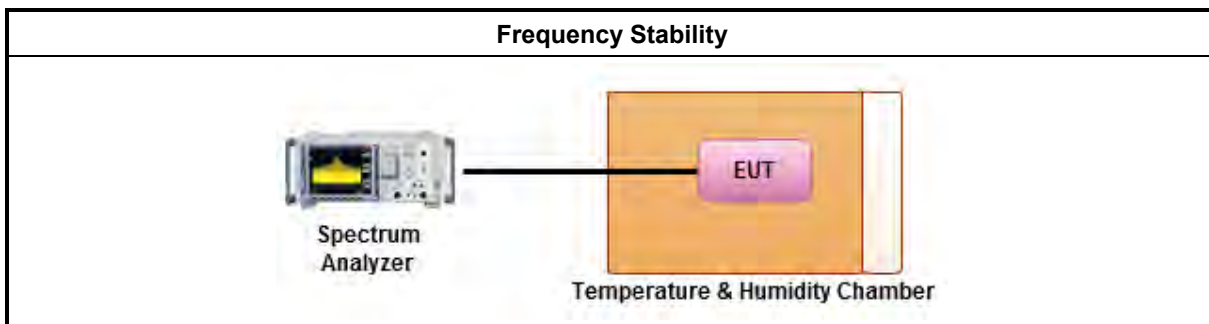 Frequency Stability
EUT
Spectrum
Analyzer
Temperature & Humidity Chamber